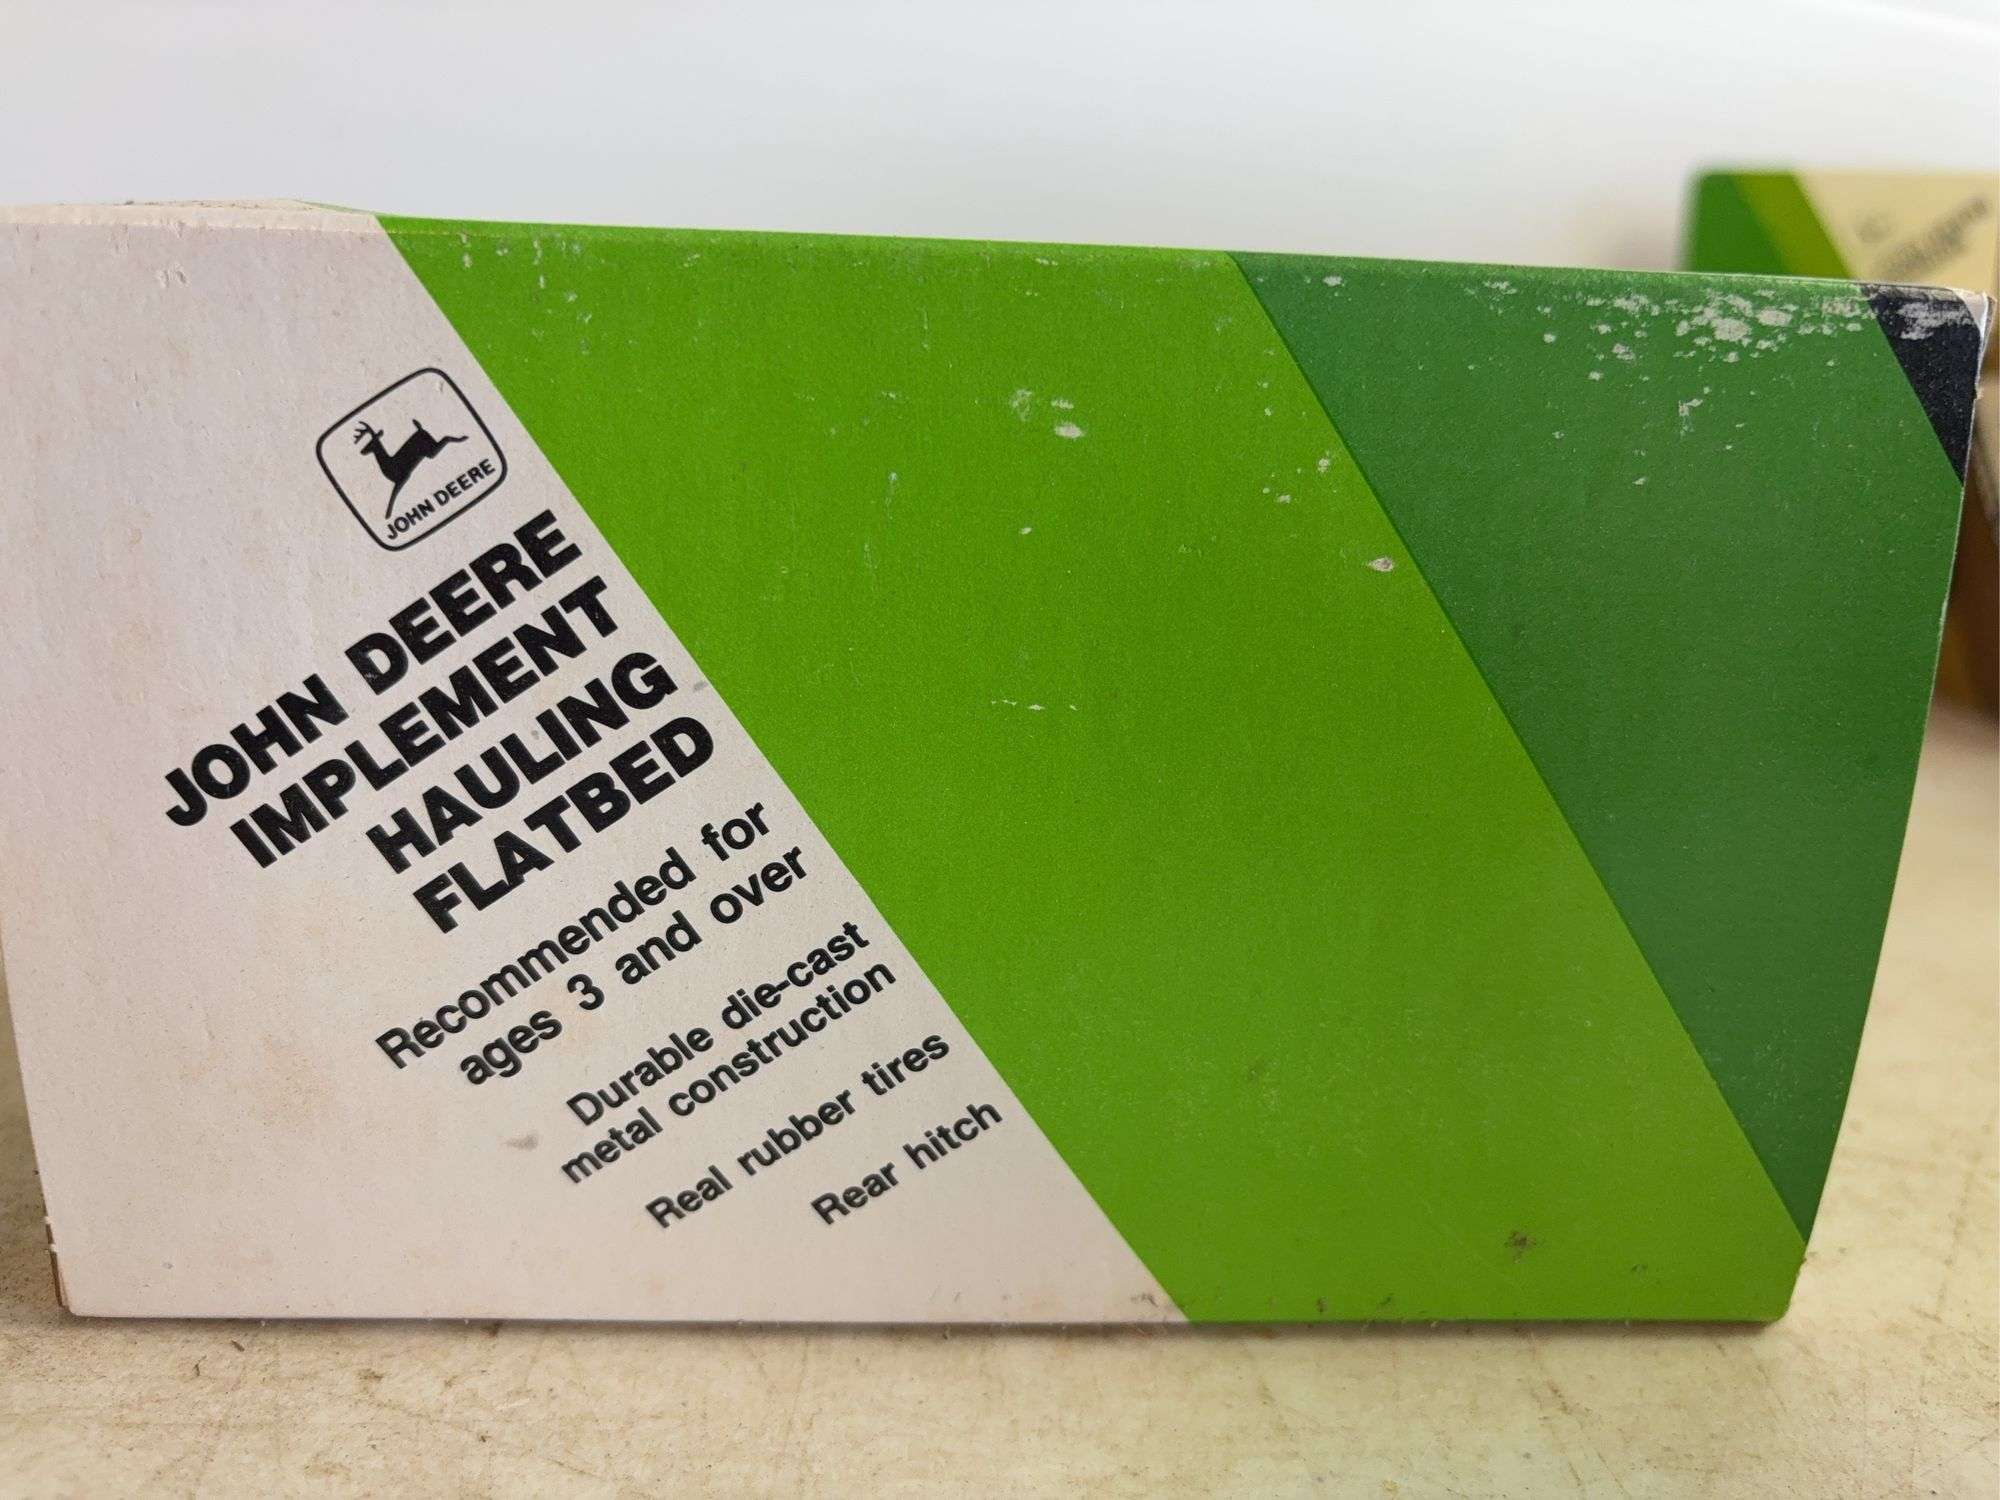 JOHN DEERE
JOHN DEERE
IMPLEMENT
HAULING
FLATBED
Recommended for
ages 3 and over
Durable die-cast
metal construction
Real rubber tires
Rear hitch